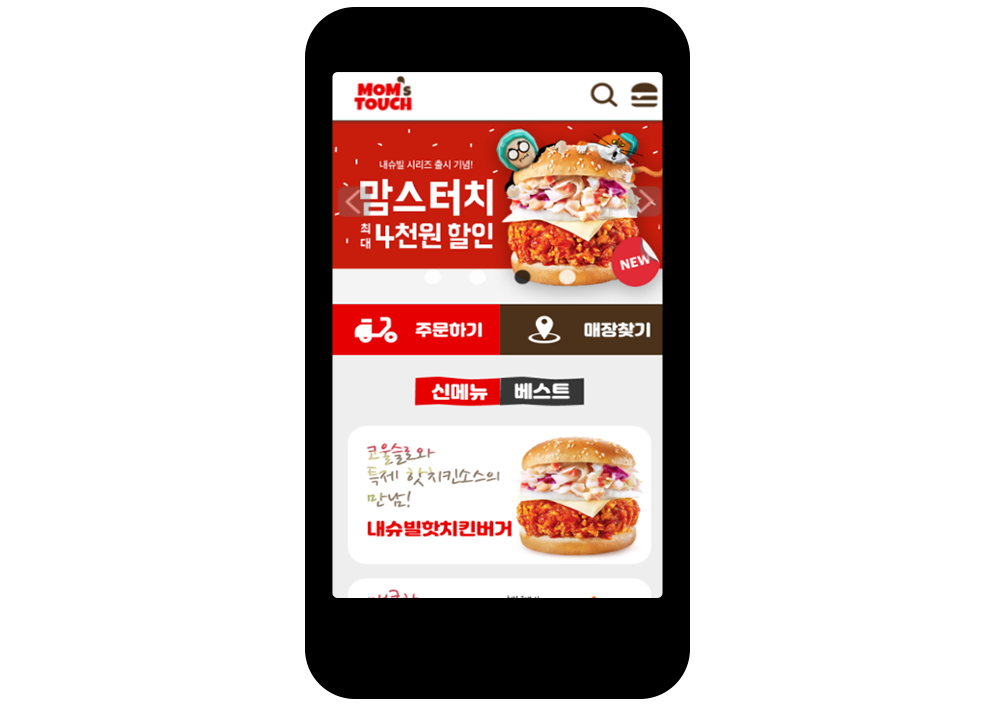 MOM's
TOUCH
내슈빌 시리즈 출시 기념!
맘스터치
최대 4천원 할인
NEW
주문하기
매장찾기
신메뉴
베스트
코울슬로와
특제 핫치킨소스의
만남!
내슈빌핫치킨버거